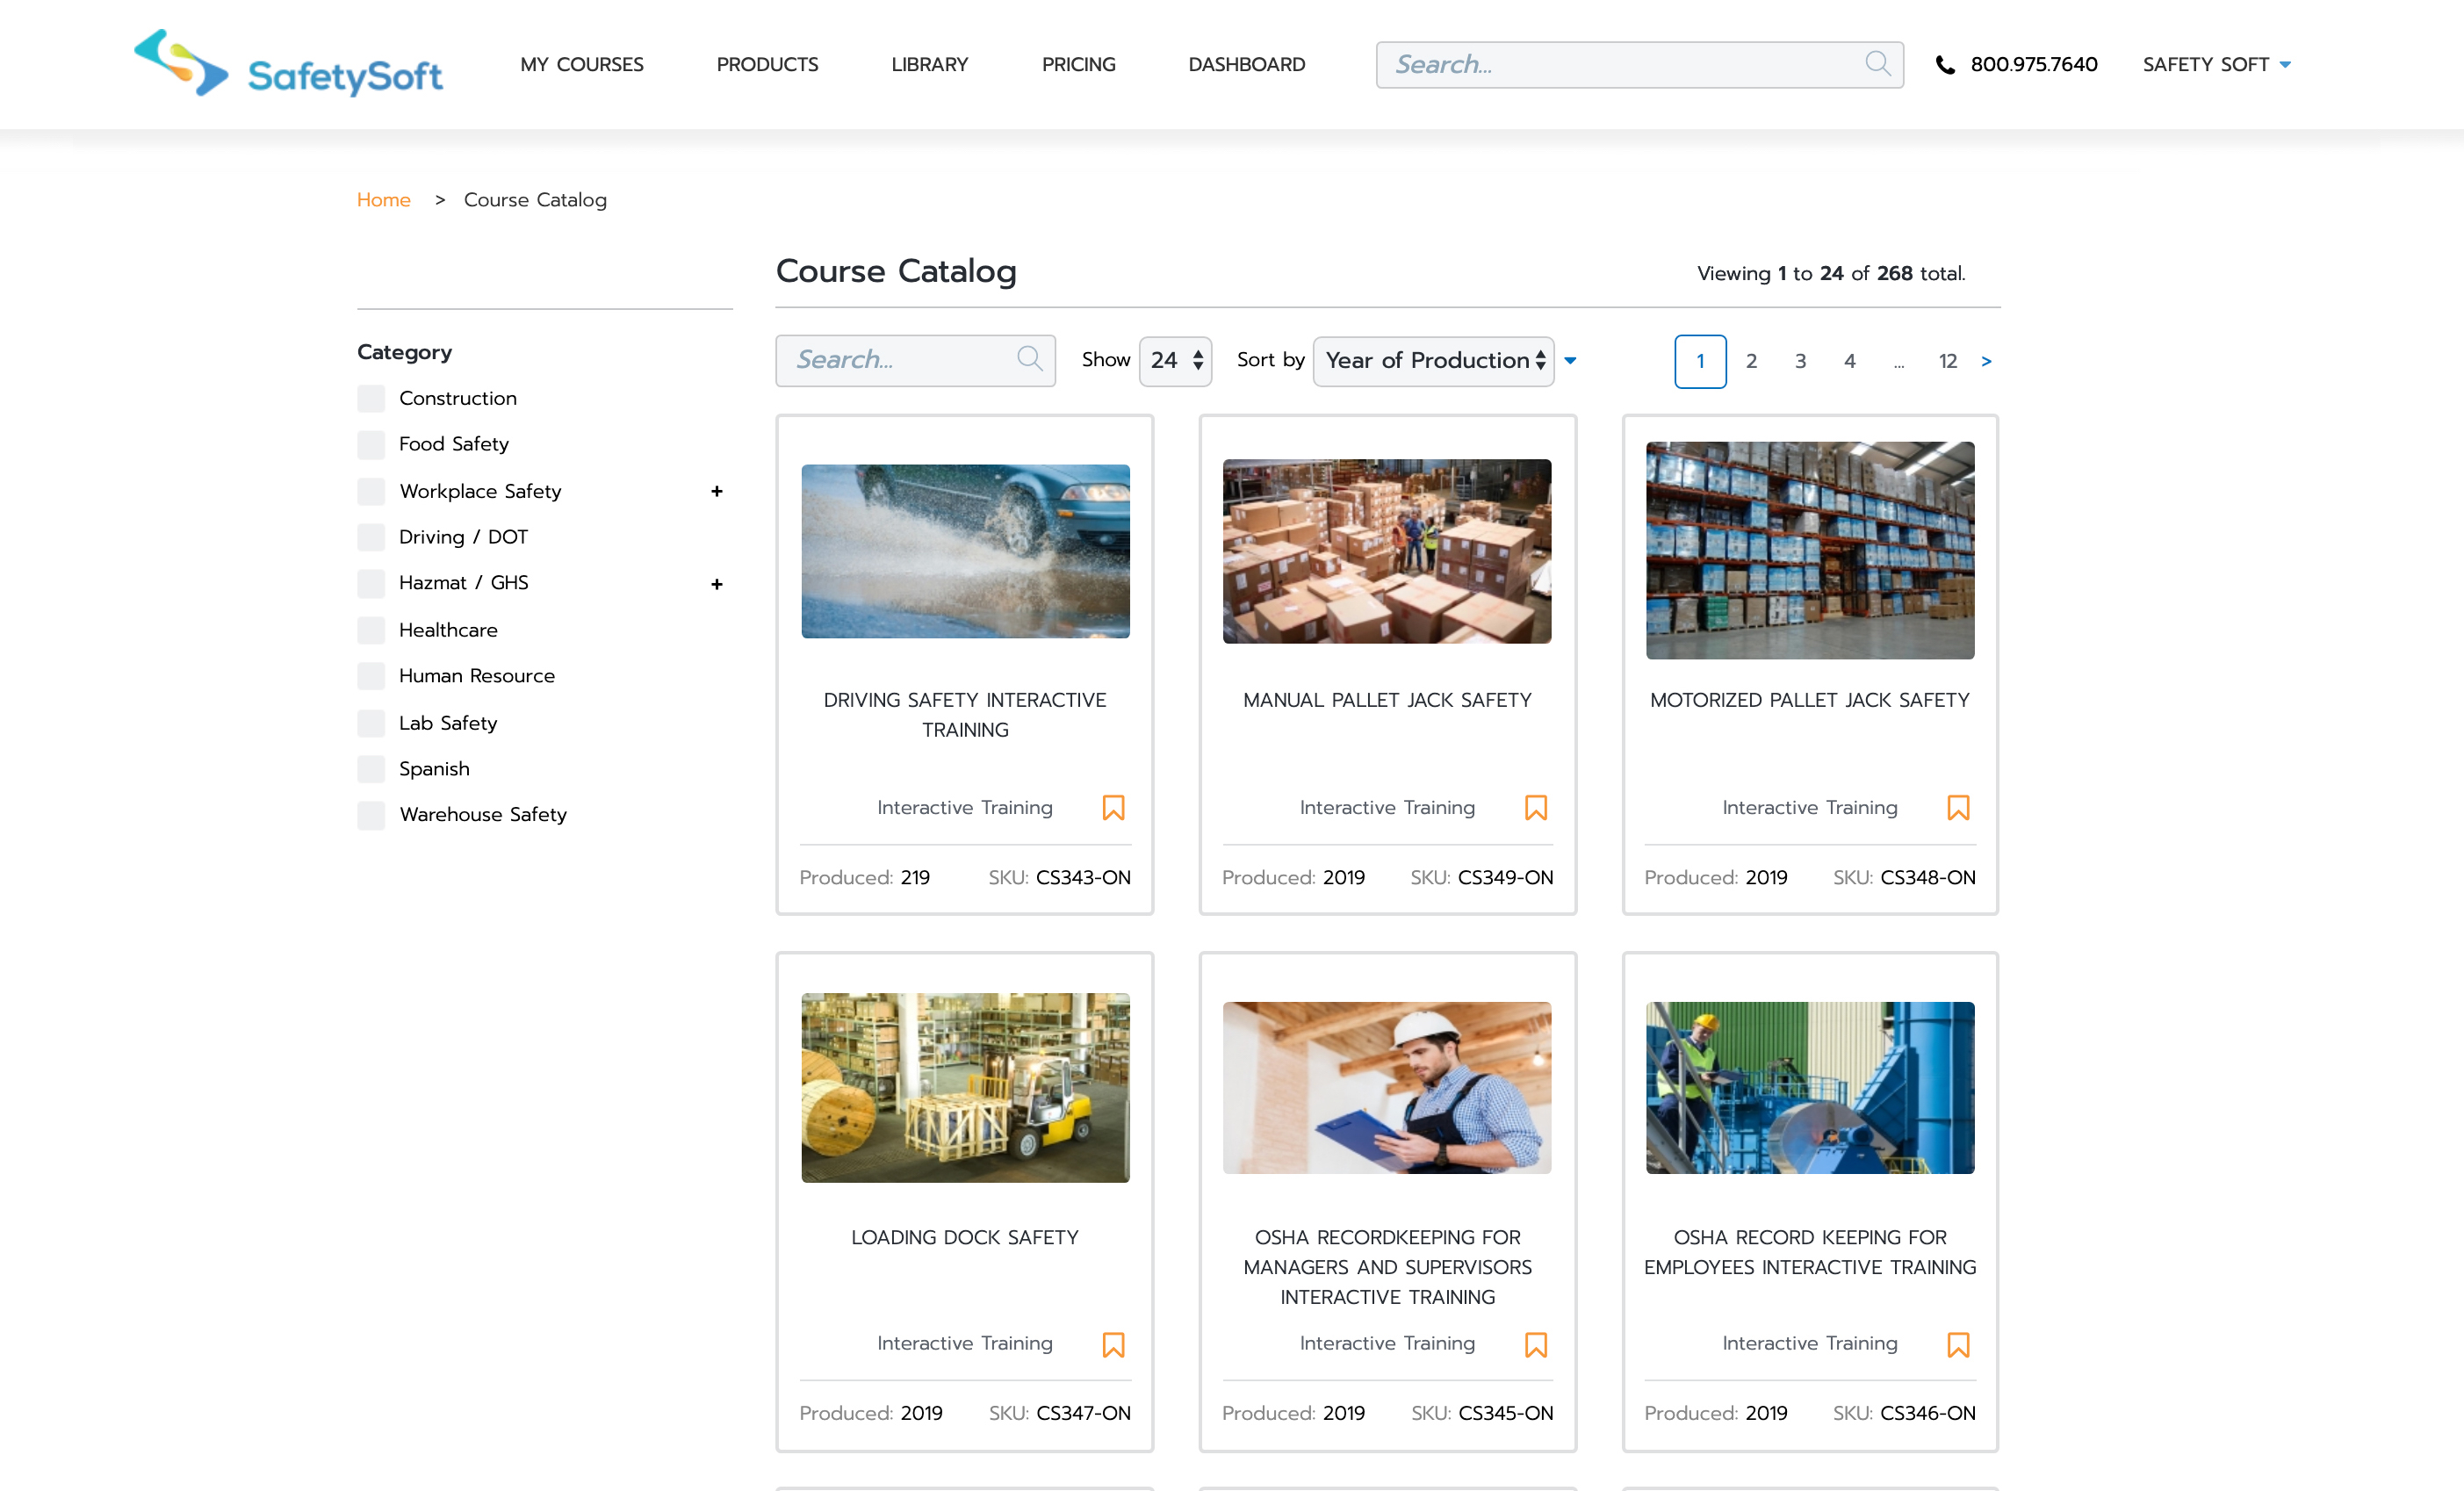 SafetySoft
MY COURSES
PRODUCTS
LIBRARY
PRICING
DASHBOARD
Search...
800.975.7640
SAFETY SOFT
Home > Course Catalog
Course Catalog
Viewing 1 to 24 of 268 total.
Category
Construction
Food Safety
Workplace Safety +
Driving / DOT
Hazmat / GHS +
Healthcare
Human Resource
Lab Safety
Spanish
Warehouse Safety
Search...
Show 24
Sort by Year of Production
1 2 3 4 ... 12 >
DRIVING SAFETY INTERACTIVE
TRAINING
Interactive Training
Produced: 219 SKU: CS343-ON
MANUAL PALLET JACK SAFETY
Interactive Training
Produced: 2019 SKU: CS349-ON
MOTORIZED PALLET JACK SAFETY
Interactive Training
Produced: 2019 SKU: CS348-ON
LOADING DOCK SAFETY
Interactive Training
Produced: 2019 SKU: CS347-ON
OSHA RECORDKEEPING FOR
MANAGERS AND SUPERVISORS
INTERACTIVE TRAINING
Interactive Training
Produced: 2019 SKU: CS345-ON
OSHA RECORD KEEPING FOR
EMPLOYEES INTERACTIVE TRAINING
Interactive Training
Produced: 2019 SKU: CS346-ON